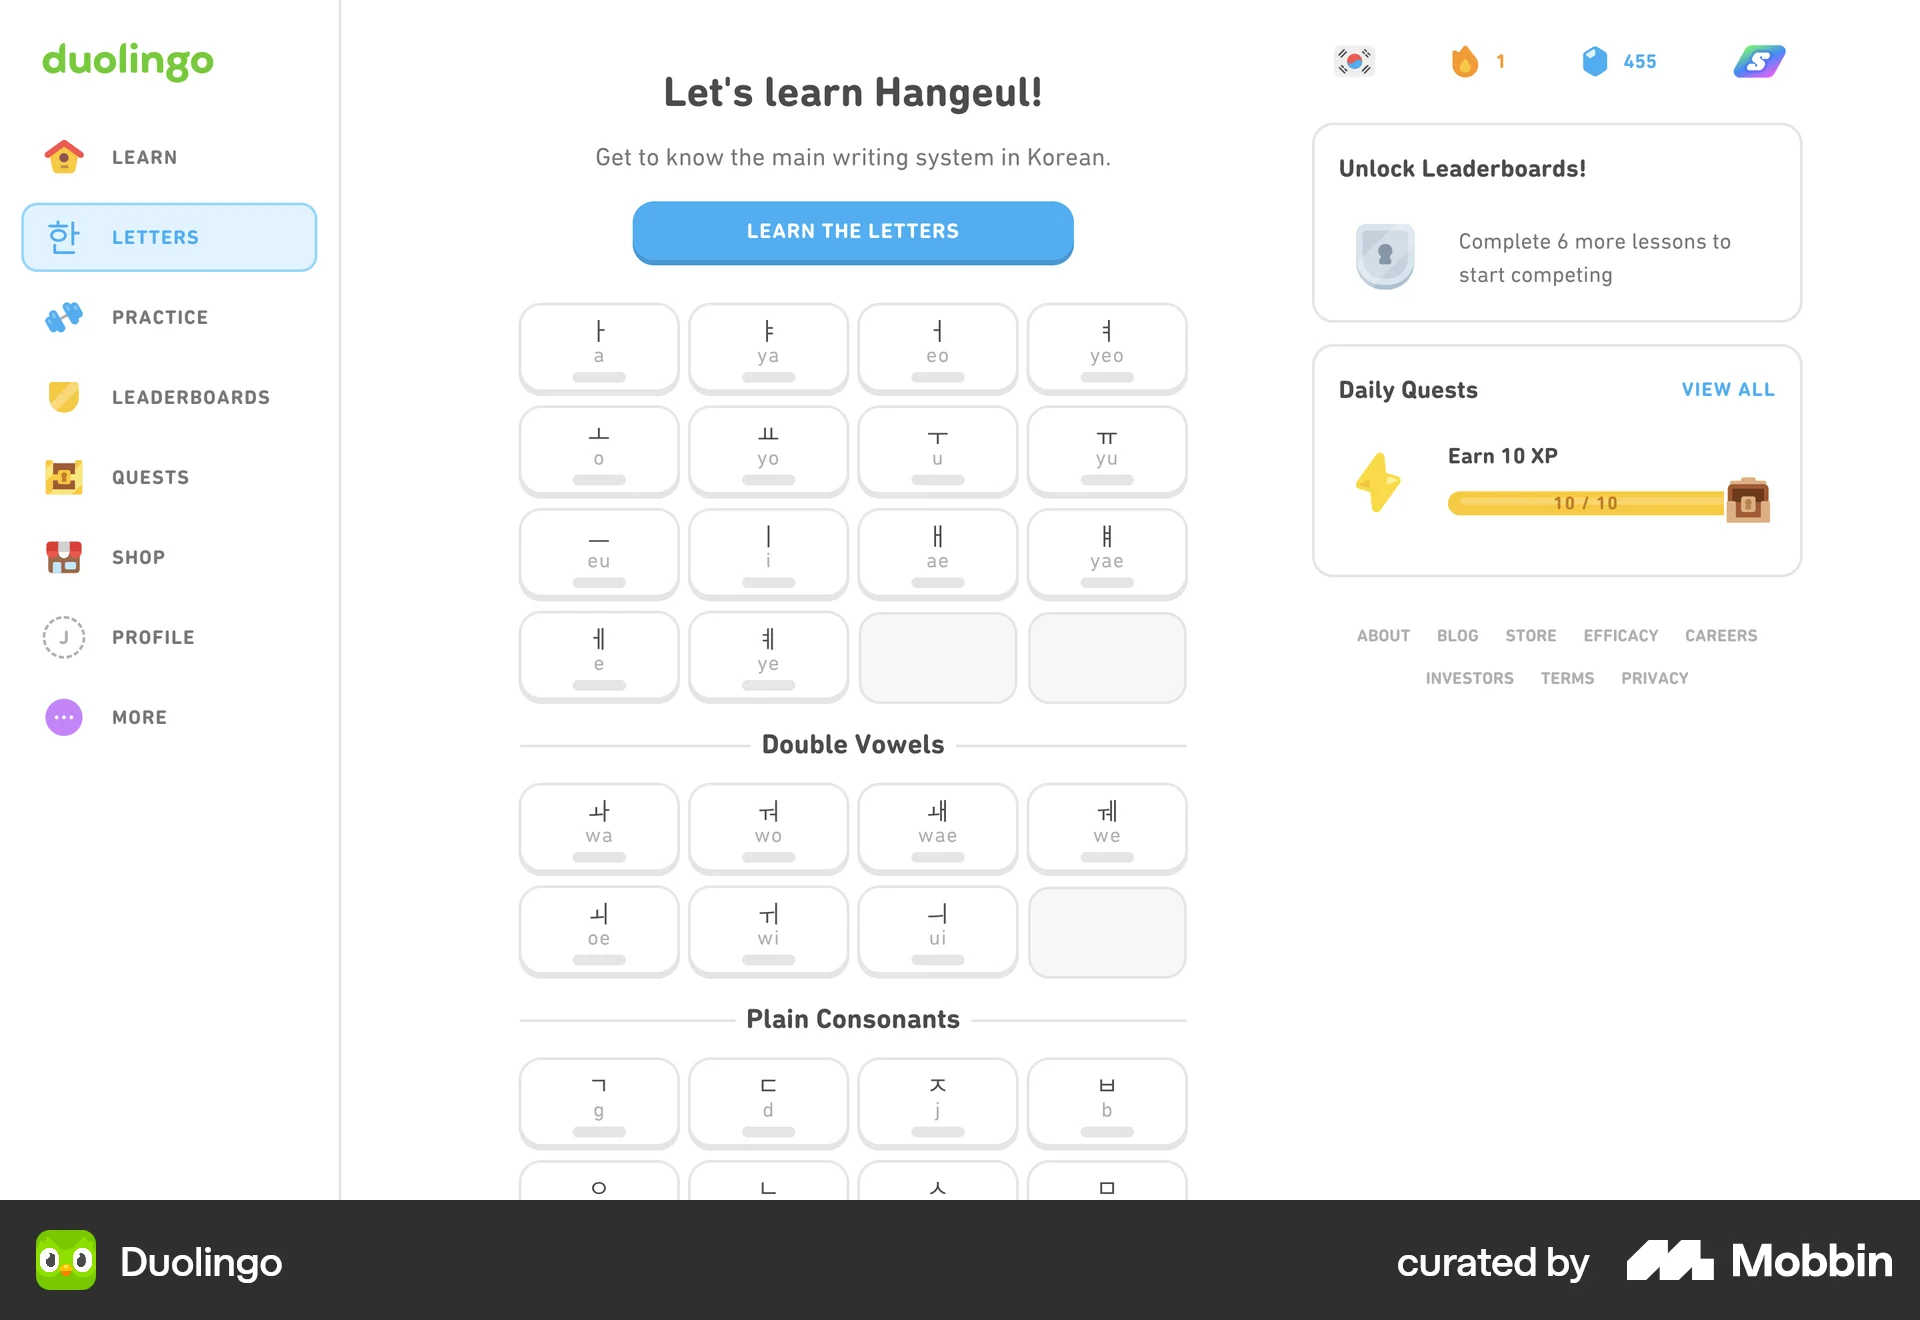 duolingo
LEARN
한 LETTERS
PRACTICE
LEADERBOARDS
QUESTS
SHOP
J PROFILE
MORE
Let's learn Hangeul!
Get to know the main writing system in Korean.
LEARN THE LETTERS
ㅏ ㅑ ㅓ ㅕ
a ya eo yeo
ㅗ ㅛ ㅜ ㅠ
o yo u yu
ㅡ ㅣ ㅐ ㅒ
eu i ae yae
ㅔ ㅖ
e ye
Double Vowels
ㅘ ㅝ ㅙ ㅞ
wa wo wae we
ㅚ ㅟ ㅢ
oe wi ui
Plain Consonants
ㄱ ㄷ ㅈ ㅂ
g d j b
ㅇ ㄴ ㅅ ㅁ
1 455 S
Unlock Leaderboards!
Complete 6 more lessons to
start competing
Daily Quests VIEW ALL
Earn 10 XP
10 / 10
ABOUT BLOG STORE EFFICACY CAREERS
INVESTORS TERMS PRIVACY
Duolingo
curated by Mobbin